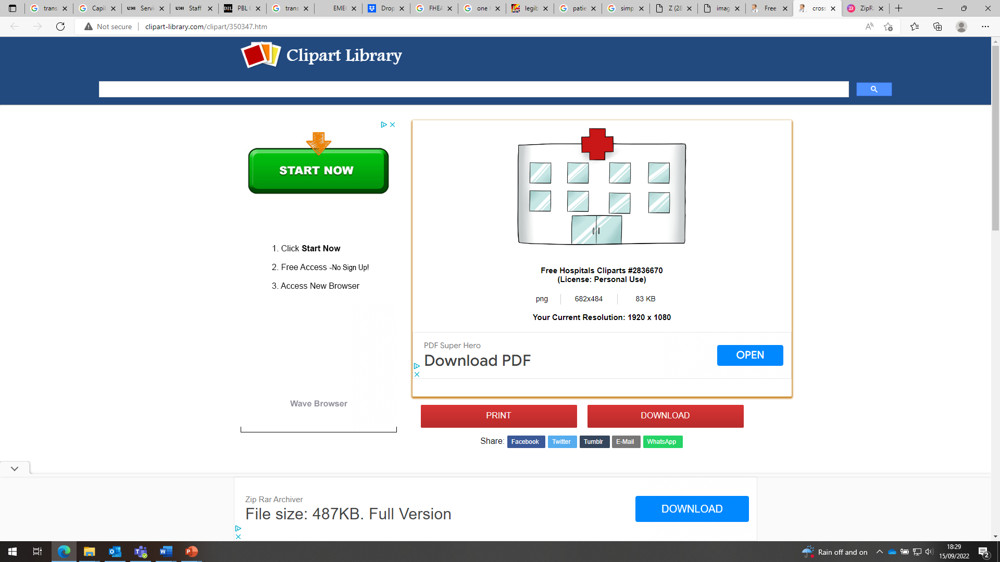 trans
Capil
Servi
Staff
PBL
trans
EMEC
Drop
FHEA
one
legib
patie
simp
Z (28
imag
Free
cross
ZipR
Not secure
clipart-library.com/clipart/350347.htm
Clipart Library
START NOW
1. Click Start Now
2. Free Access -No Sign Up!
3. Access New Browser
Wave Browser
Free Hospitals Cliparts #2836670
(License: Personal Use)
png
682x484
83 KB
Your Current Resolution: 1920 x 1080
PDF Super Hero
Download PDF
OPEN
PRINT
DOWNLOAD
Share: Facebook Twitter Tumblr E-Mail WhatsApp
Zip Rar Archiver
File size: 487KB. Full Version
DOWNLOAD
Rain off and on
18:29
15/09/2022
2